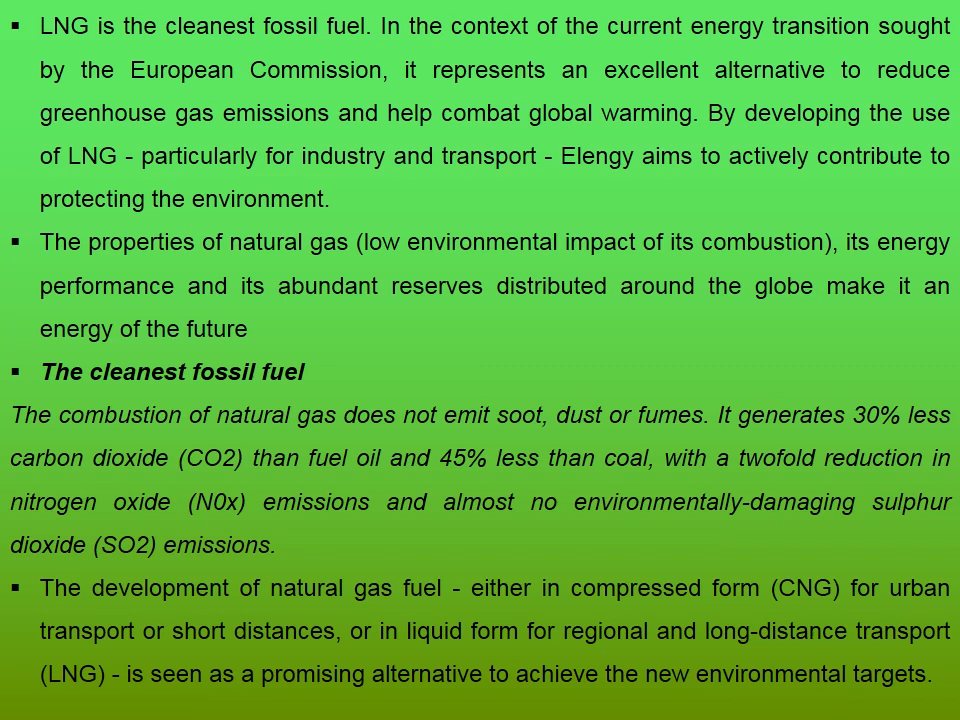 ▪ LNG is the cleanest fossil fuel. In the context of the current energy transition sought
by the European Commission, it represents an excellent alternative to reduce
greenhouse gas emissions and help combat global warming. By developing the use
of LNG - particularly for industry and transport - Elengy aims to actively contribute to
protecting the environment.
▪ The properties of natural gas (low environmental impact of its combustion), its energy
performance and its abundant reserves distributed around the globe make it an
energy of the future
▪ The cleanest fossil fuel
The combustion of natural gas does not emit soot, dust or fumes. It generates 30% less
carbon dioxide (CO2) than fuel oil and 45% less than coal, with a twofold reduction in
nitrogen oxide (N0x) emissions and almost no environmentally-damaging sulphur
dioxide (SO2) emissions.
▪ The development of natural gas fuel - either in compressed form (CNG) for urban
transport or short distances, or in liquid form for regional and long-distance transport
(LNG) - is seen as a promising alternative to achieve the new environmental targets.